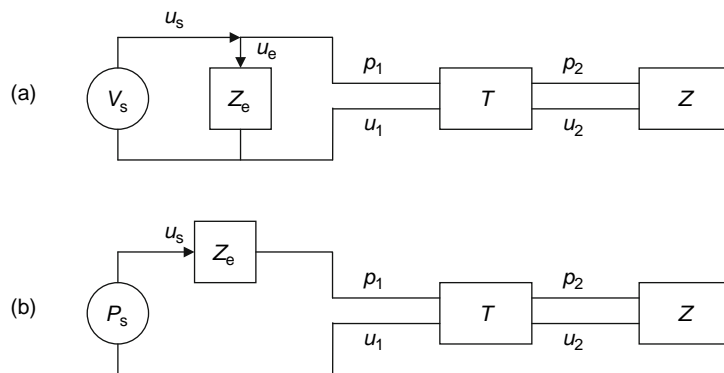 u_s
u_e
(a) V_s Z_e p_1 T p_2 Z
u_1 u_2
u_s Z_e
(b) P_s p_1 T p_2 Z
u_1 u_2